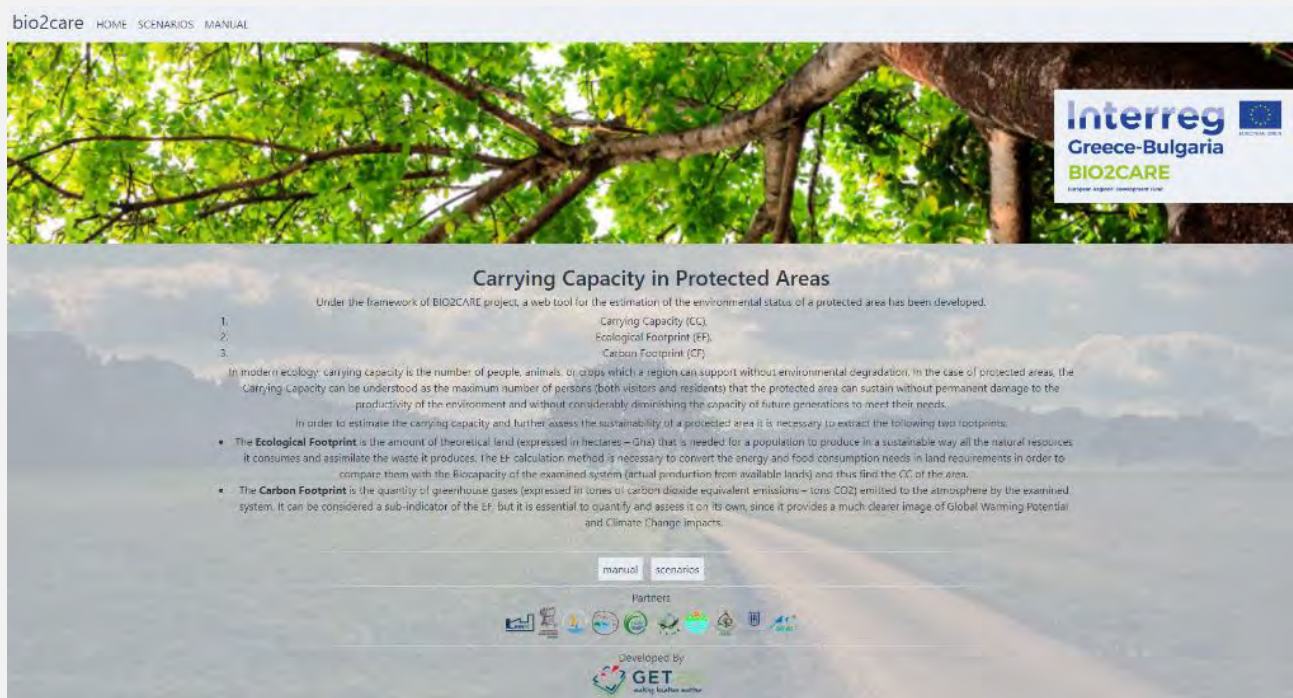 bio2care HOME SCENARIOS MANUAL
Interreg
EUROPEAN UNION
Greece-Bulgaria
BIO2CARE
European Regional Development Fund
Carrying Capacity in Protected Areas
Under the framework of BIO2CARE project, a web tool for the estimation of the environmental status of a protected area has been developed.
1. Carrying Capacity (CC),
2. Ecological Footprint (EF),
3. Carbon Footprint (CF)
In modern ecology, carrying capacity is the number of people, animals, or crops which a region can support without environmental degradation. In the case of protected areas, the
Carrying Capacity can be understood as the maximum number of persons (both visitors and residents) that the protected area can sustain without permanent damage to the
productivity of the environment and without considerably diminishing the capacity of future generations to meet their needs.
In order to estimate the carrying capacity and further assess the sustainability of a protected area it is necessary to extract the following two footprints:
• The Ecological Footprint is the amount of theoretical land (expressed in hectares – Gha) that is needed for a population to produce in a sustainable way all the natural resources
it consumes and assimilate the waste it produces. The EF calculation method is necessary to convert the energy and food consumption needs in land requirements in order to
compare them with the Biocapacity of the examined system (actual production from available lands) and thus find the CC of the area.
• The Carbon Footprint is the quantity of greenhouse gases (expressed in tones of carbon dioxide equivalent emissions – tons CO2) emitted to the atmosphere by the examined
system. It can be considered a sub-indicator of the EF, but it is essential to quantify and assess it on its own, since it provides a much clearer image of Global Warming Potential
and Climate Change impacts.
manual scenarios
Partners
Developed By
GET
making location matter